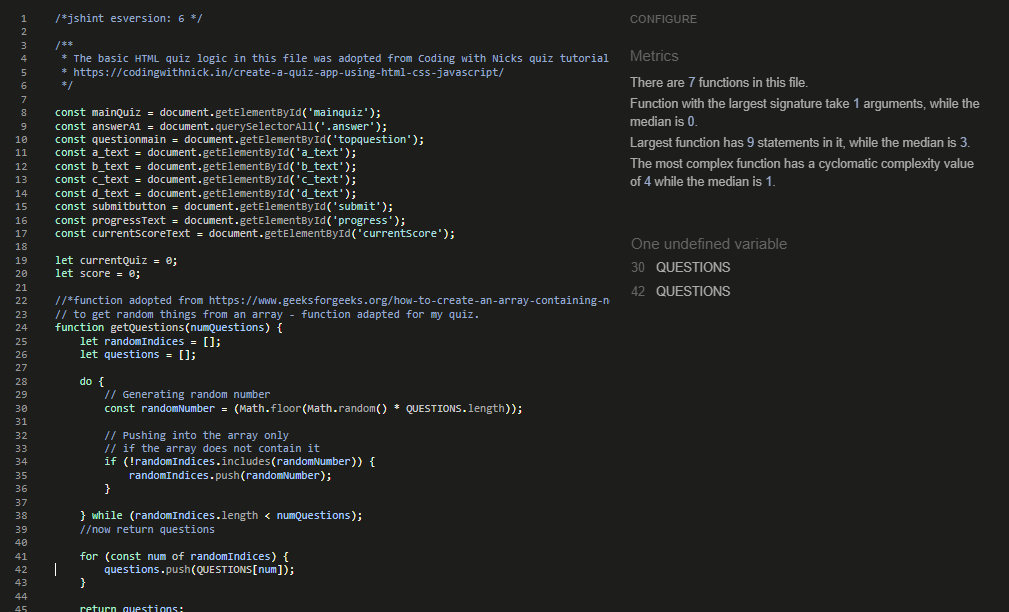 1 /*jshint esversion: 6 */
2
3 /**
4 * The basic HTML quiz logic in this file was adopted from Coding with Nicks quiz tutorial
5 * https://codingwithnick.in/create-a-quiz-app-using-html-css-javascript/
6 */
7
8 const mainQuiz = document.getElementById('mainquiz');
9 const answerA1 = document.querySelectorAll('.answer');
10 const questionmain = document.getElementById('topquestion');
11 const a_text = document.getElementById('a_text');
12 const b_text = document.getElementById('b_text');
13 const c_text = document.getElementById('c_text');
14 const d_text = document.getElementById('d_text');
15 const submitbutton = document.getElementById('submit');
16 const progressText = document.getElementById('progress');
17 const currentScoreText = document.getElementById('currentScore');
18
19 let currentQuiz = 0;
20 let score = 0;
21
22 //*function adopted from https://www.geeksforgeeks.org/how-to-create-an-array-containing-n
23 // to get random things from an array - function adapted for my quiz.
24 function getQuestions(numQuestions) {
25 let randomIndices = [];
26 let questions = [];
27
28 do {
29 // Generating random number
30 const randomNumber = (Math.floor(Math.random() * QUESTIONS.length));
31
32 // Pushing into the array only
33 // if the array does not contain it
34 if (!randomIndices.includes(randomNumber)) {
35 randomIndices.push(randomNumber);
36 }
37
38 } while (randomIndices.length < numQuestions);
39 //now return questions
40
41 for (const num of randomIndices) {
42 questions.push(QUESTIONS[num]);
43 }
44
45 return questions;
CONFIGURE
Metrics
There are 7 functions in this file.
Function with the largest signature take 1 arguments, while the
median is 0.
Largest function has 9 statements in it, while the median is 3.
The most complex function has a cyclomatic complexity value
of 4 while the median is 1.
One undefined variable
30 QUESTIONS
42 QUESTIONS